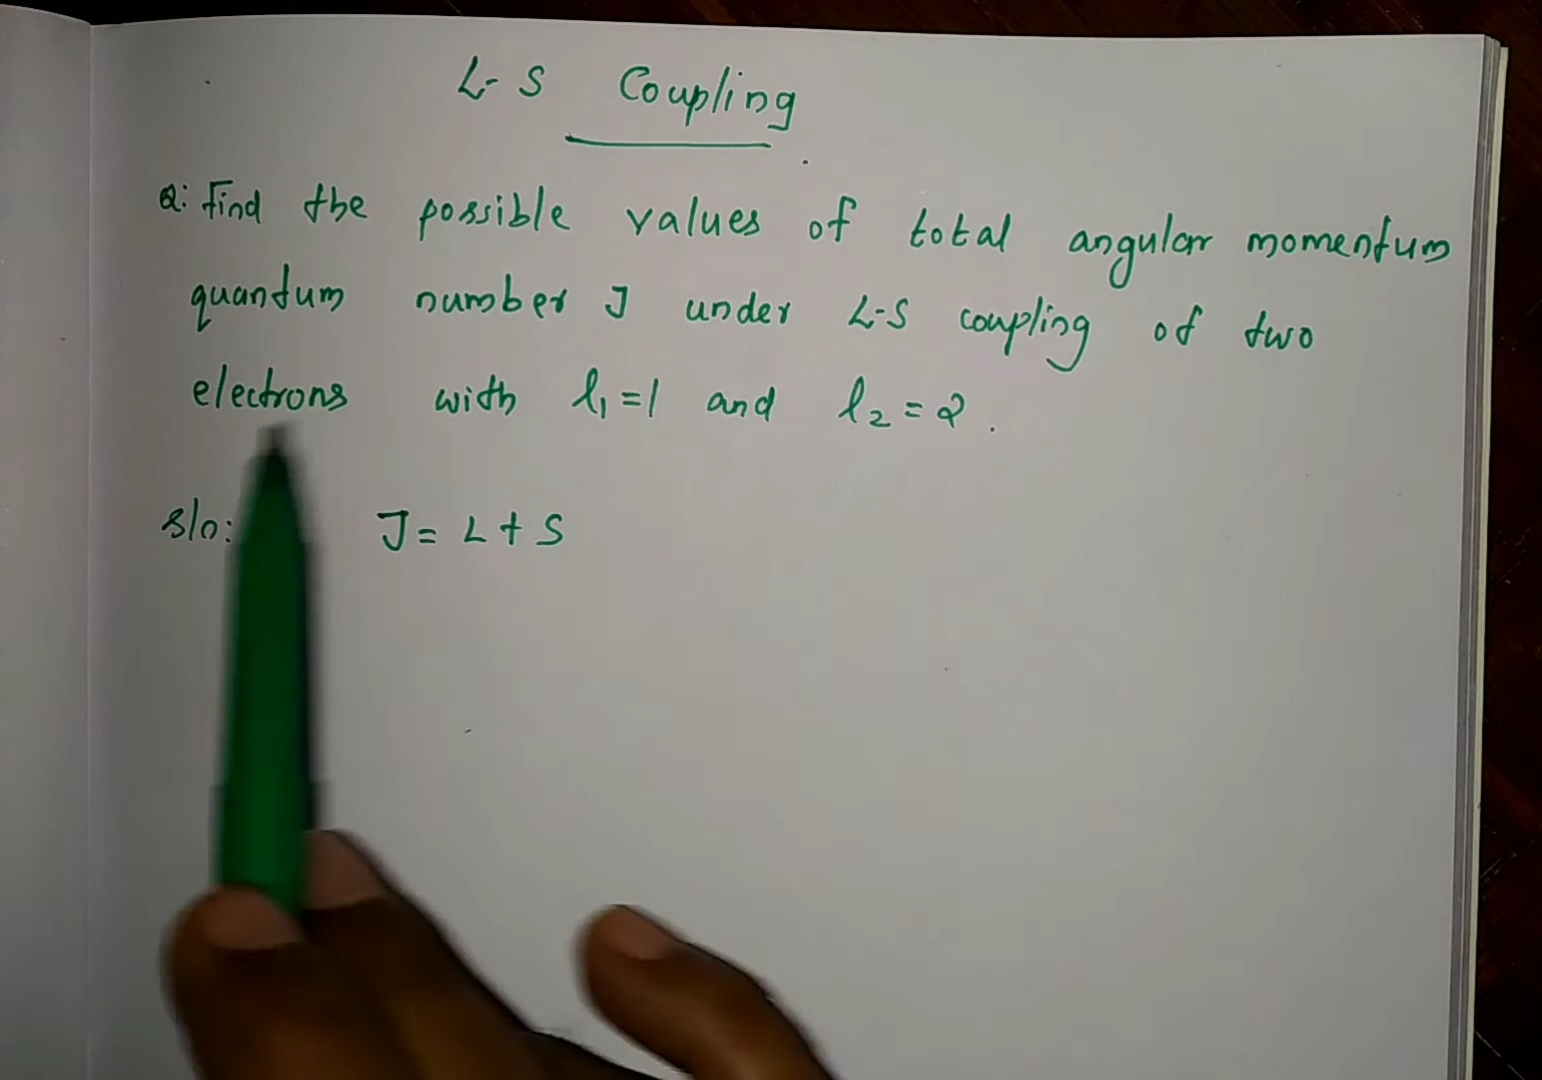 L-S Coupling
Q: Find the possible values of total angular momentum
quantum number J under L-S coupling of two
electrons with l₁ = 1 and l₂ = 2.
slo: J = L + S